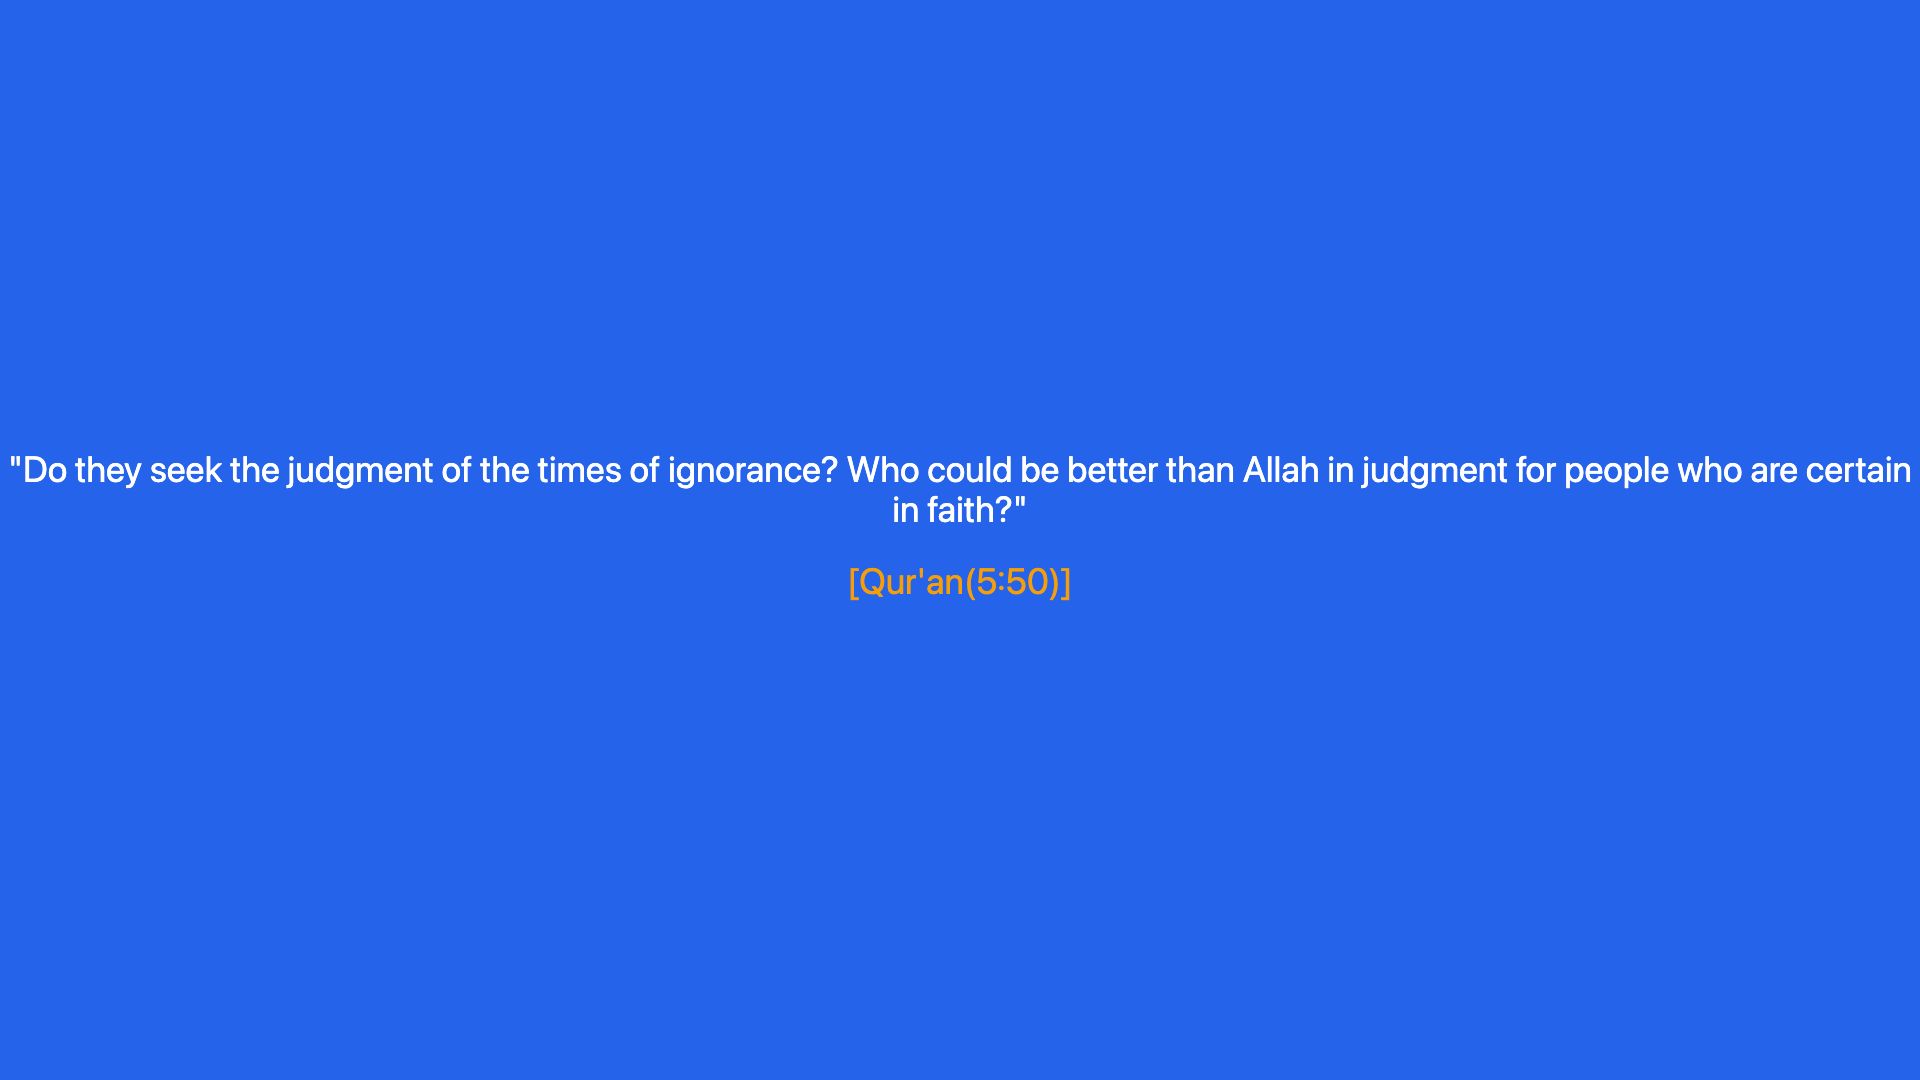 "Do they seek the judgment of the times of ignorance? Who could be better than Allah in judgment for people who are certain
in faith?"
[Qur'an(5:50)]